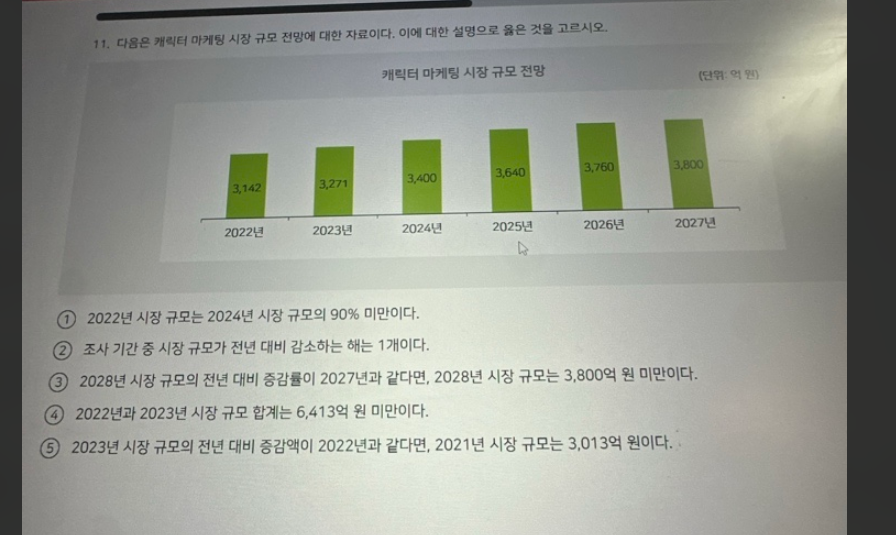 11. 다음은 캐릭터 마케팅 시장 규모 전망에 대한 자료이다. 이에 대한 설명으로 옳은 것을 고르시오.
캐릭터 마케팅 시장 규모 전망
(단위: 억 원)
3,142 3,271 3,400 3,640 3,760 3,800
2022년 2023년 2024년 2025년 2026년 2027년
① 2022년 시장 규모는 2024년 시장 규모의 90% 미만이다.
② 조사 기간 중 시장 규모가 전년 대비 감소하는 해는 1개이다.
③ 2028년 시장 규모의 전년 대비 증감률이 2027년과 같다면, 2028년 시장 규모는 3,800억 원 미만이다.
④ 2022년과 2023년 시장 규모 합계는 6,413억 원 미만이다.
⑤ 2023년 시장 규모의 전년 대비 증감액이 2022년과 같다면, 2021년 시장 규모는 3,013억 원이다.